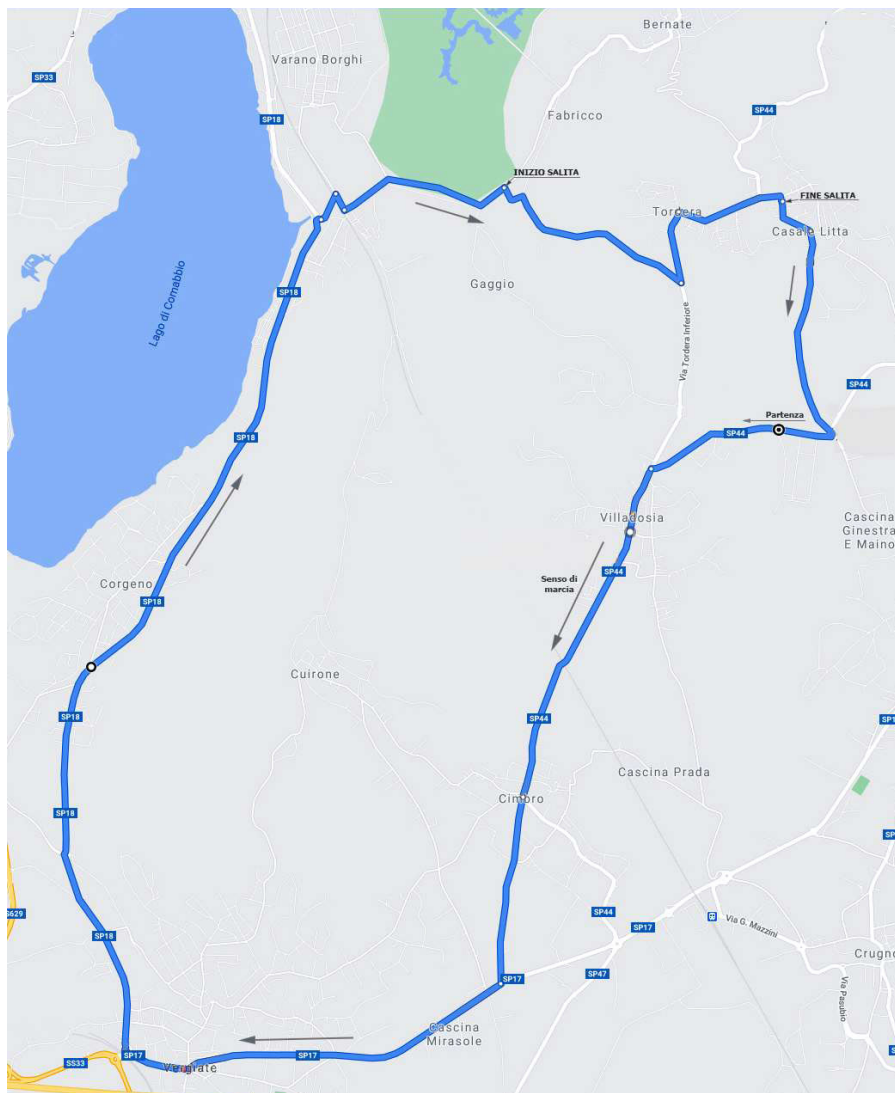 Bernate
Varano Borghi
SP33
SP18
SP44
Fabricco
INIZIO SALITA
FINE SALITA
Tordera
Casale Litta
Gaggio
SP18
Lago di Comabbio
Via Tordera Inferiore
SP44
Partenza
SP44
SP18
Villadosia
Cascina
Ginestra
E Maino
SP44
Senso di
marcia
Corgeno
SP18
Cuirone
SP18
SP44
Cascina Prada
Cimbro
SP18
SP44
SP17
Via G. Mazzini
SP18
Crugno
SP47
SP17
Via Pasubio
Cascina
Mirasole
SP17
SP17
SS33
Vergiate